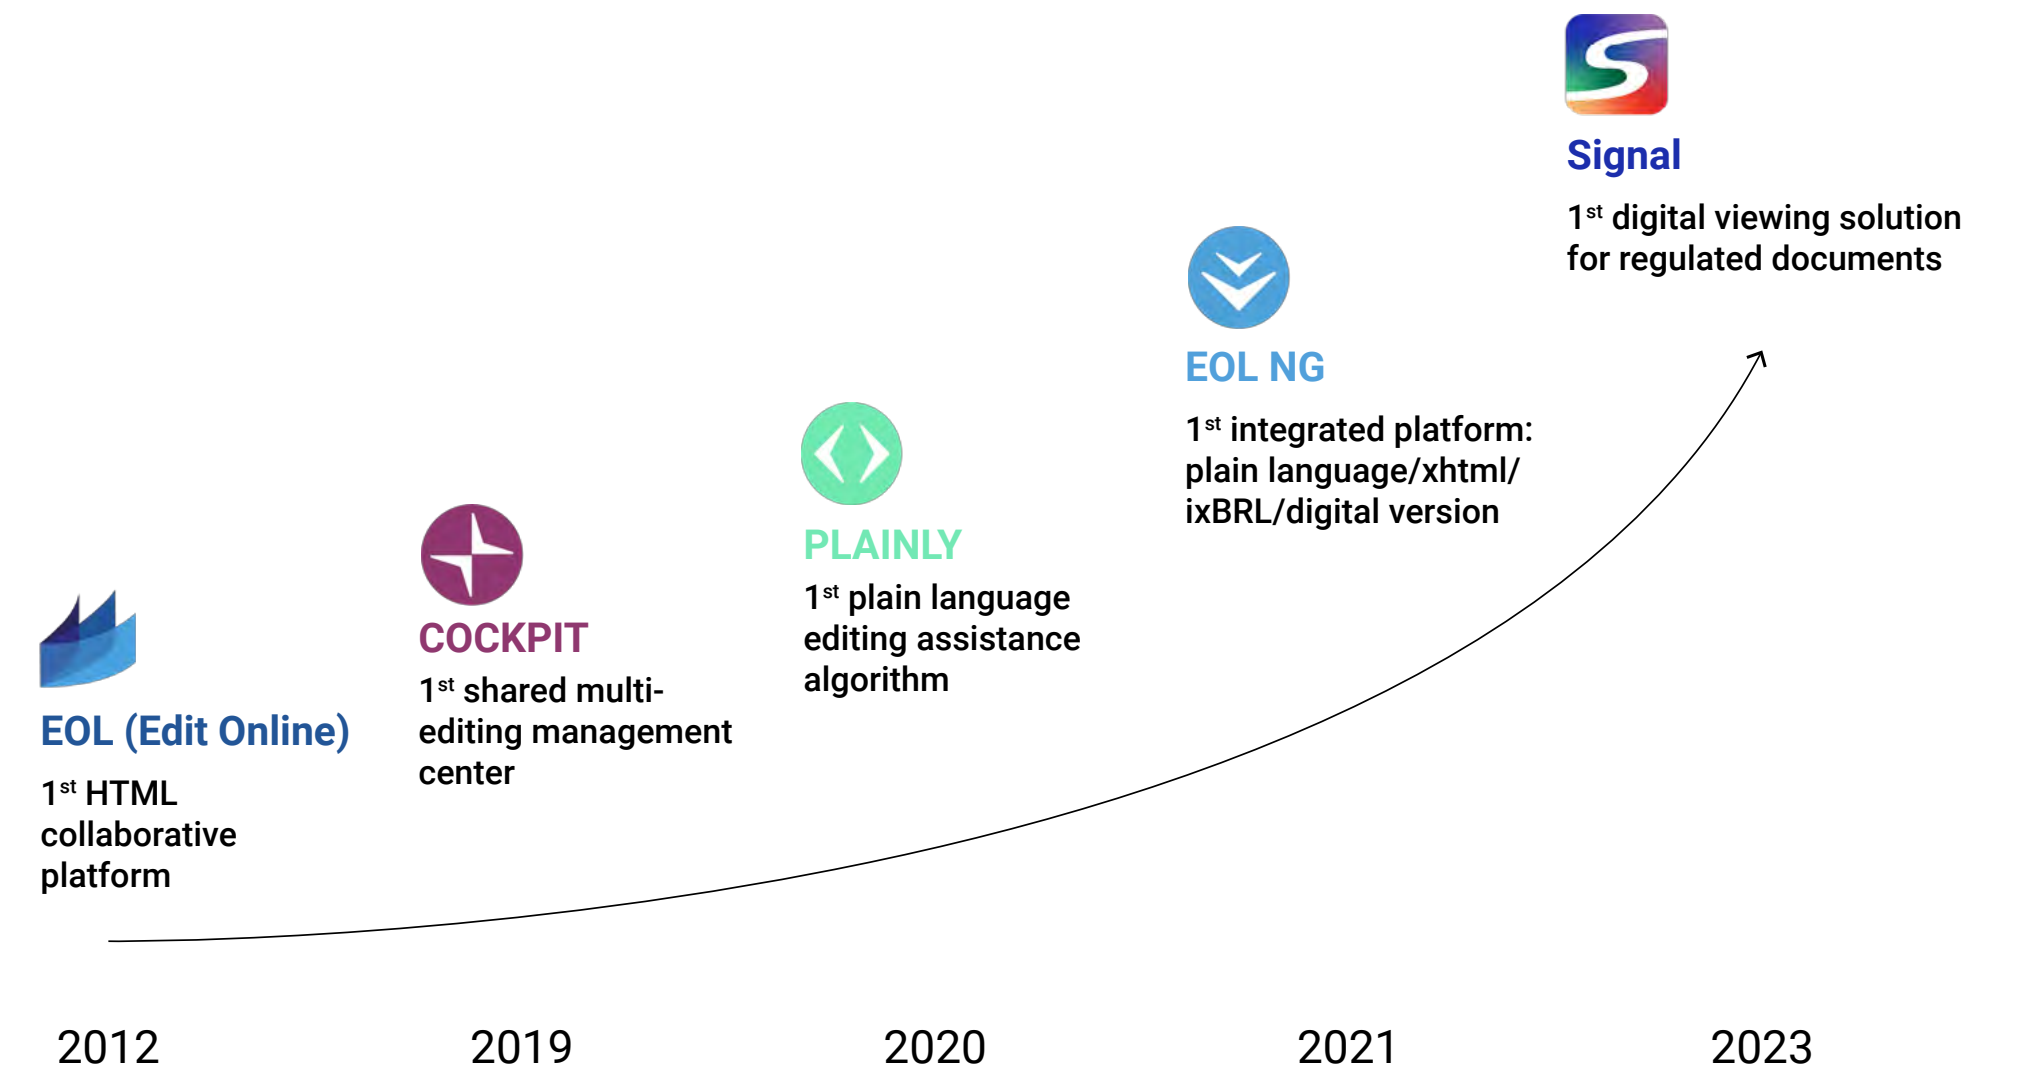 Signal
1st digital viewing solution
for regulated documents
EOL NG
1st integrated platform:
plain language/xhtml/
ixBRL/digital version
PLAINLY
1st plain language
editing assistance
algorithm
COCKPIT
1st shared multi-
editing management
center
EOL (Edit Online)
1st HTML
collaborative
platform
2012
2019
2020
2021
2023